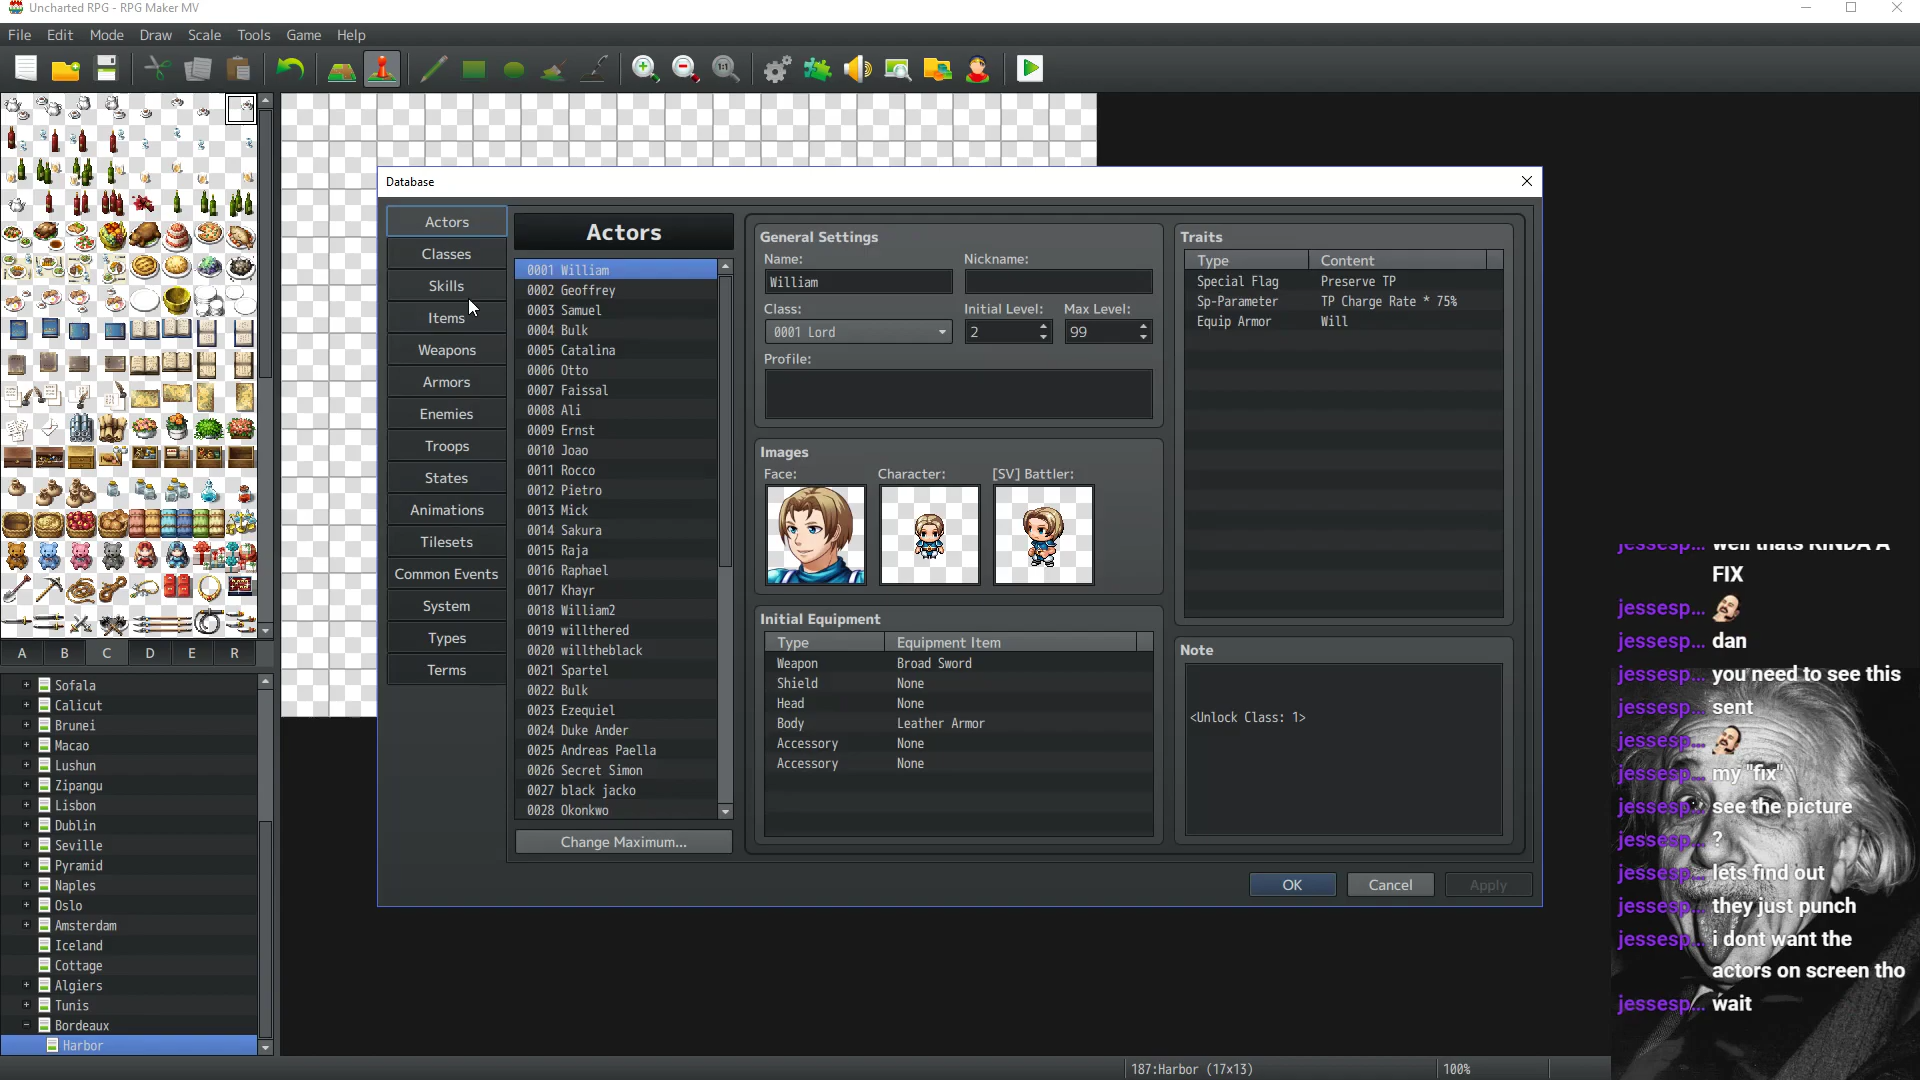 Uncharted RPG - RPG Maker MV
File Edit Mode Draw Scale Tools Game Help
Database
Actors
Classes
Skills
Items
Weapons
Armors
Enemies
Troops
States
Animations
Tilesets
Common Events
System
Types
Terms
Actors
0001 William
0002 Geoffrey
0003 Samuel
0004 Bulk
0005 Catalina
0006 Otto
0007 Faissal
0008 Ali
0009 Ernst
0010 Joao
0011 Rocco
0012 Pietro
0013 Mick
0014 Sakura
0015 Raja
0016 Raphael
0017 Khayr
0018 William2
0019 willthered
0020 willtheblack
0021 Spartel
0022 Bulk
0023 Ezequiel
0024 Duke Ander
0025 Andreas Paella
0026 Secret Simon
0027 black jacko
0028 Okonkwo
Change Maximum...
General Settings
Name: Nickname:
William
Class: Initial Level: Max Level:
0001 Lord 2 99
Profile:
Images
Face: Character: [SV] Battler:
Initial Equipment
Type Equipment Item
Weapon Broad Sword
Shield None
Head None
Body Leather Armor
Accessory None
Accessory None
Traits
Type Content
Special Flag Preserve TP
Sp-Parameter TP Charge Rate * 75%
Equip Armor Will
Note
<Unlock Class: 1>
OK Cancel Apply
A B C D E R
Sofala
Calicut
Brunei
Macao
Lushun
Zipangu
Lisbon
Dublin
Seville
Pyramid
Naples
Oslo
Amsterdam
Iceland
Cottage
Algiers
Tunis
Bordeaux
Harbor
187:Harbor (17x13) 100%
jessesp... well thats KINDA A
FIX
jessesp...
jessesp... dan
jessesp... you need to see this
jessesp... sent
jessesp...
jessesp... my "fix"
jessesp... see the picture
jessesp... ?
jessesp... lets find out
jessesp... they just punch
jessesp... i dont want the
actors on screen tho
jessesp... wait